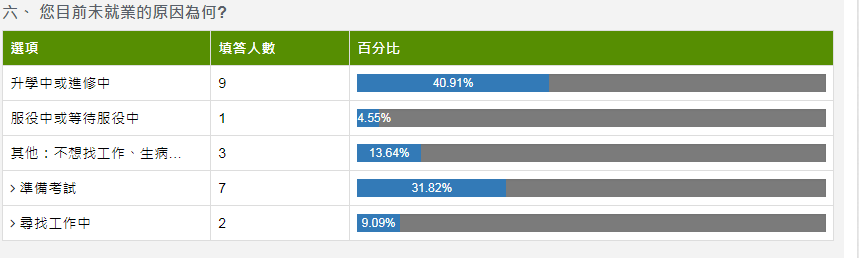 六、 您目前未就業的原因為何?
選項 填答人數 百分比
升學中或進修中 9 40.91%
服役中或等待服役中 1 4.55%
其他：不想找工作、生病... 3 13.64%
> 準備考試 7 31.82%
> 尋找工作中 2 9.09%